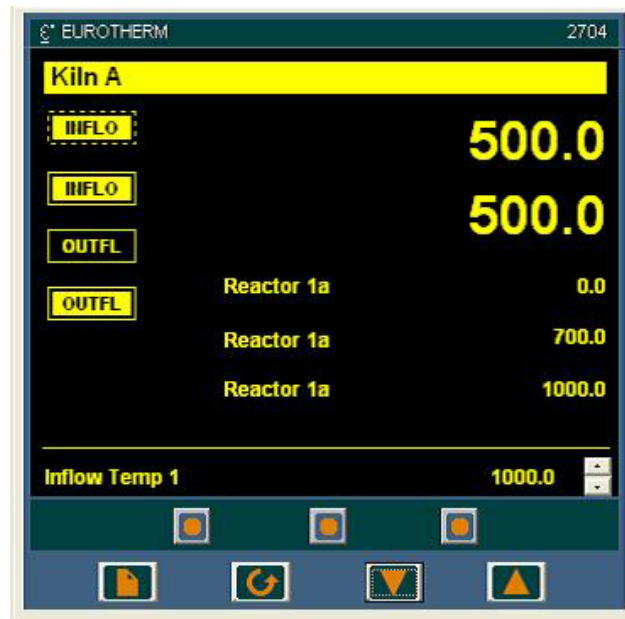 EUROTHERM 2704
Kiln A
INFLO
500.0
INFLO
500.0
OUTFL
Reactor 1a 0.0
OUTFL
Reactor 1a 700.0
Reactor 1a 1000.0
Inflow Temp 1 1000.0